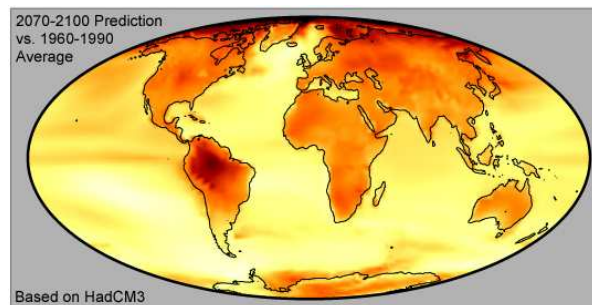 2070-2100 Prediction
vs. 1960-1990
Average
Based on HadCM3